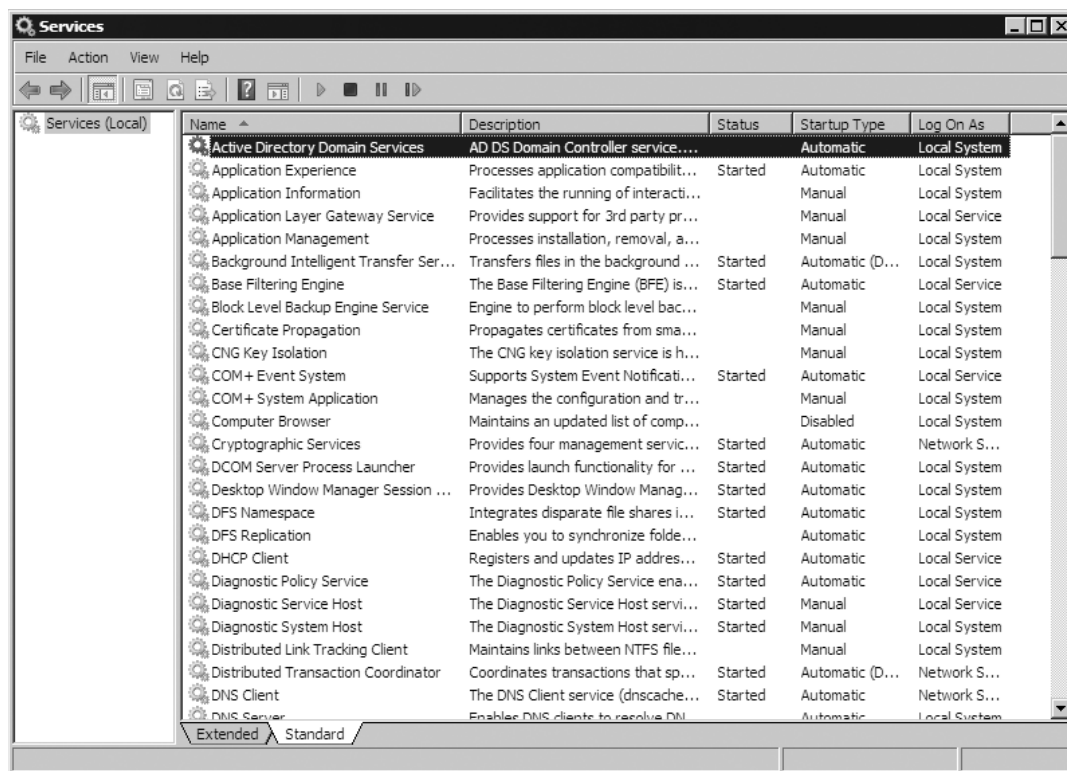 Services
File Action View Help
Services (Local)
Name Description Status Startup Type Log On As
Active Directory Domain Services AD DS Domain Controller service.... Automatic Local System
Application Experience Processes application compatibilit... Started Automatic Local System
Application Information Facilitates the running of interacti... Manual Local System
Application Layer Gateway Service Provides support for 3rd party pr... Manual Local Service
Application Management Processes installation, removal, a... Manual Local System
Background Intelligent Transfer Ser... Transfers files in the background ... Started Automatic (D... Local System
Base Filtering Engine The Base Filtering Engine (BFE) is... Started Automatic Local Service
Block Level Backup Engine Service Engine to perform block level bac... Manual Local System
Certificate Propagation Propagates certificates from sma... Manual Local System
CNG Key Isolation The CNG key isolation service is h... Manual Local System
COM+ Event System Supports System Event Notificati... Started Automatic Local Service
COM+ System Application Manages the configuration and tr... Manual Local System
Computer Browser Maintains an updated list of comp... Disabled Local System
Cryptographic Services Provides four management servic... Started Automatic Network S...
DCOM Server Process Launcher Provides launch functionality for ... Started Automatic Local System
Desktop Window Manager Session ... Provides Desktop Window Manag... Started Automatic Local System
DFS Namespace Integrates disparate file shares i... Started Automatic Local System
DFS Replication Enables you to synchronize folde... Automatic Local System
DHCP Client Registers and updates IP addres... Started Automatic Local Service
Diagnostic Policy Service The Diagnostic Policy Service ena... Started Automatic Local Service
Diagnostic Service Host The Diagnostic Service Host servi... Started Manual Local Service
Diagnostic System Host The Diagnostic System Host servi... Started Manual Local System
Distributed Link Tracking Client Maintains links between NTFS file... Manual Local System
Distributed Transaction Coordinator Coordinates transactions that sp... Started Automatic (D... Network S...
DNS Client The DNS Client service (dnscache... Started Automatic Network S...
DNS Server Enables DNS clients to resolve DN Automatic Local System
Extended Standard